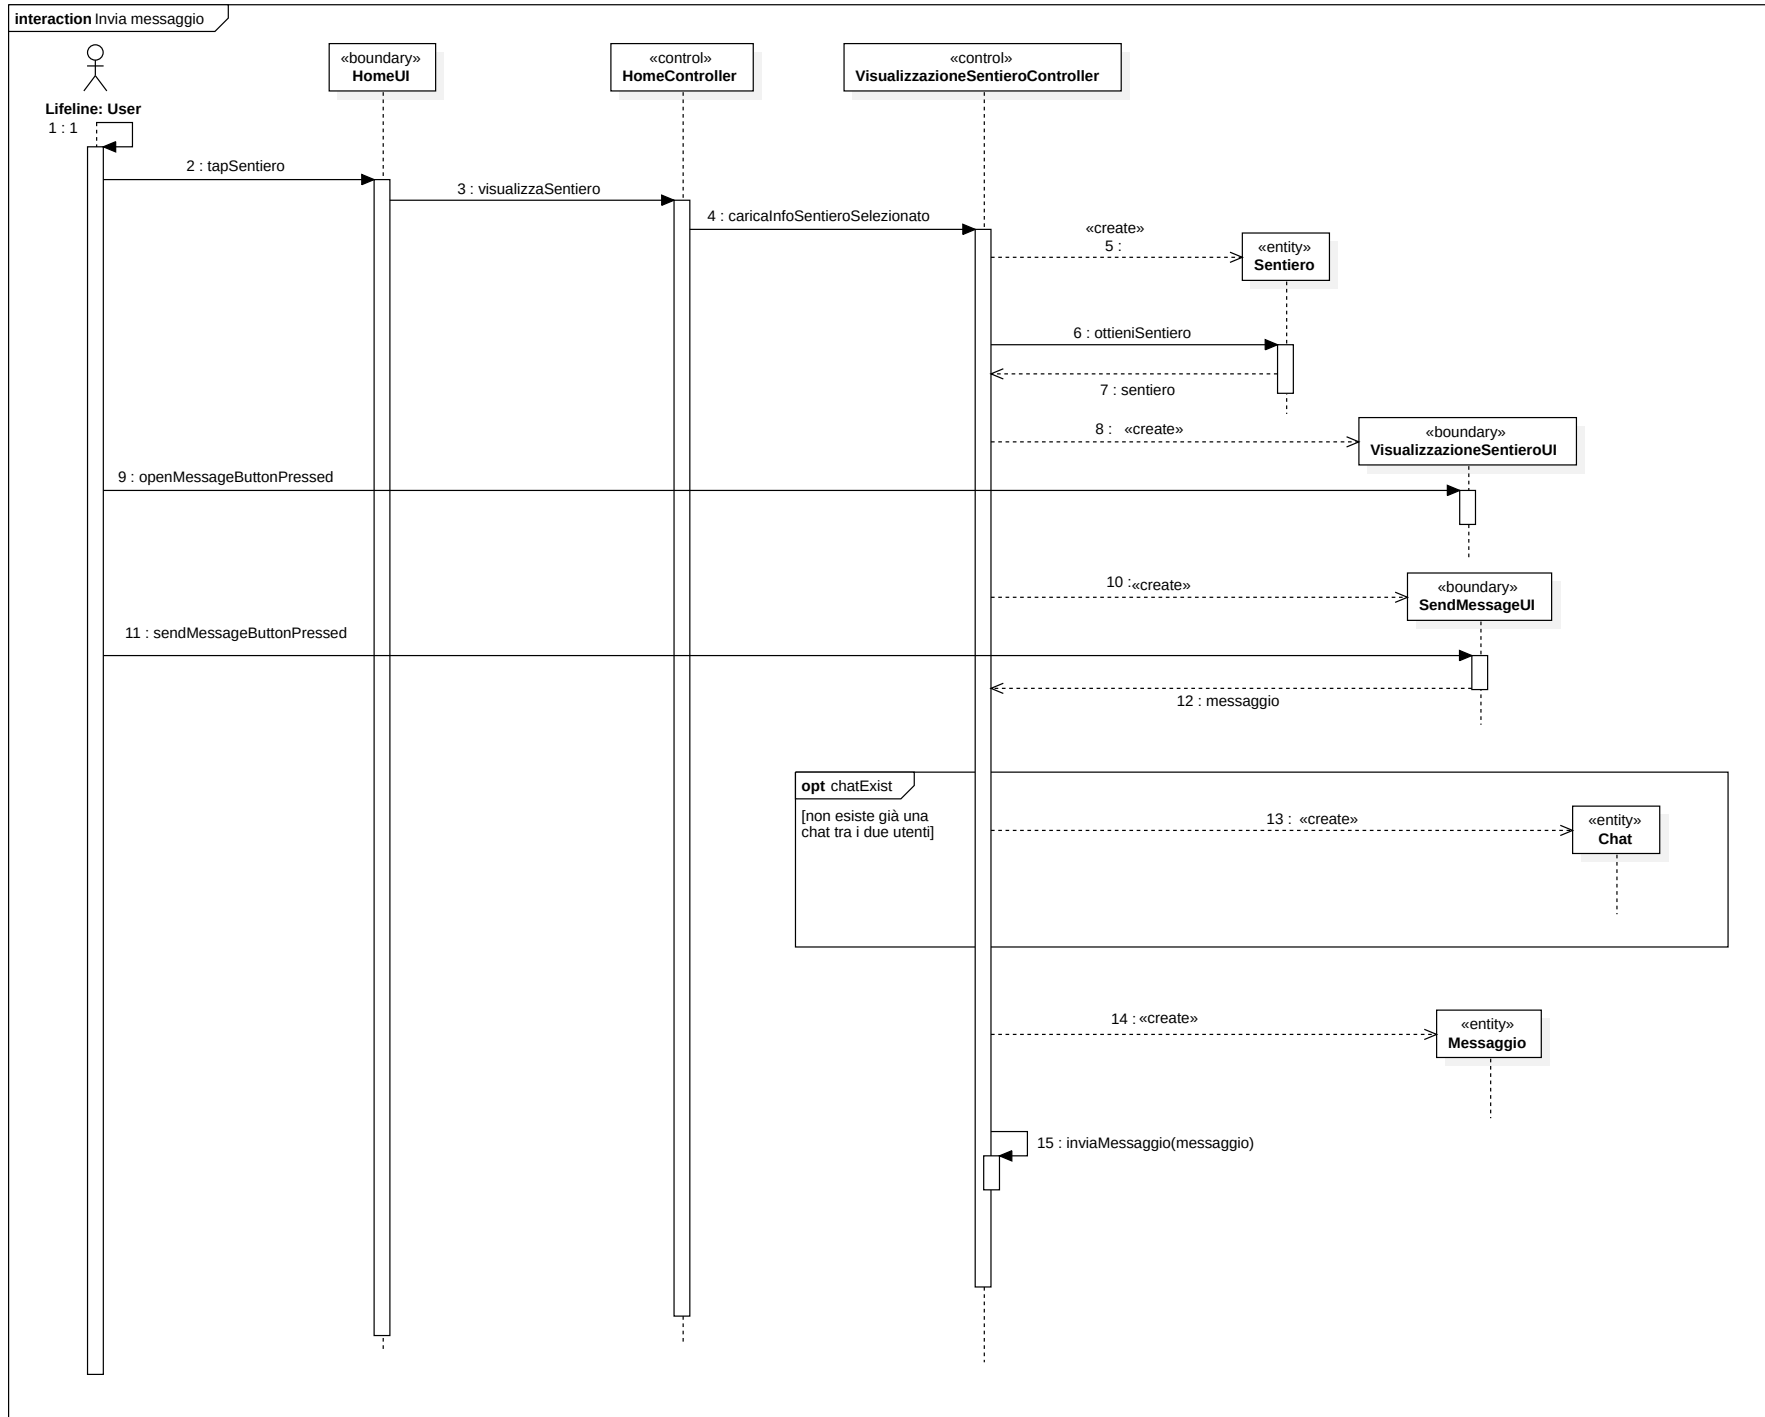 interaction Invia messaggio
«boundary»
HomeUI
«control»
HomeController
«control»
VisualizzazioneSentieroController
Lifeline: User
1 : 1
2 : tapSentiero
3 : visualizzaSentiero
4 : caricaInfoSentieroSelezionato
«create»
5 :
«entity»
Sentiero
6 : ottieniSentiero
7 : sentiero
8 : «create»
«boundary»
VisualizzazioneSentieroUI
9 : openMessageButtonPressed
10 : «create»
«boundary»
SendMessageUI
11 : sendMessageButtonPressed
12 : messaggio
opt chatExist
[non esiste già una
chat tra i due utenti]
13 : «create»
«entity»
Chat
14 : «create»
«entity»
Messaggio
15 : inviaMessaggio(messaggio)